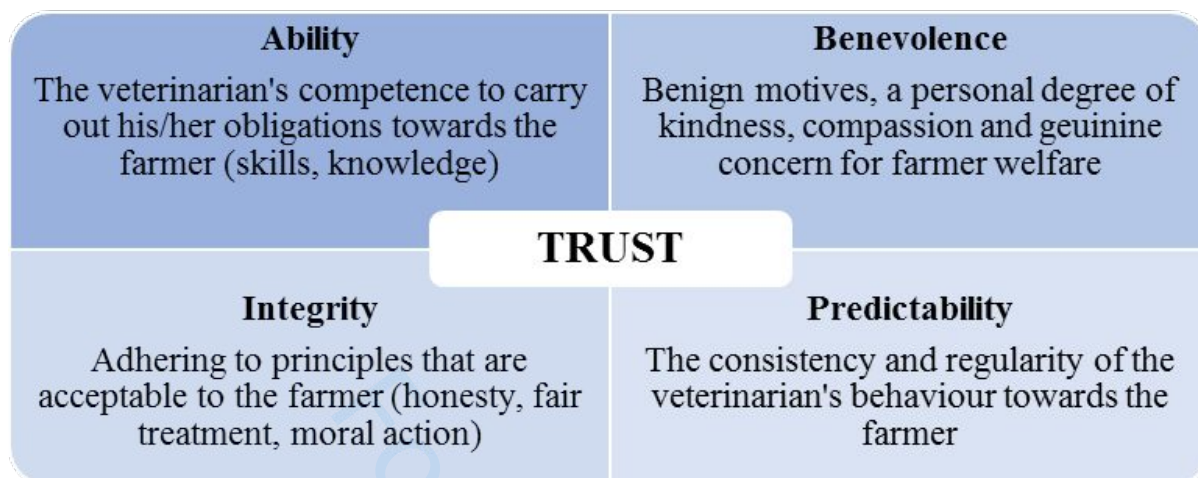 Ability
The veterinarian's competence to carry
out his/her obligations towards the
farmer (skills, knowledge)
Benevolence
Benign motives, a personal degree of
kindness, compassion and geuinine
concern for farmer welfare
TRUST
Integrity
Adhering to principles that are
acceptable to the farmer (honesty, fair
treatment, moral action)
Predictability
The consistency and regularity of the
veterinarian's behaviour towards the
farmer